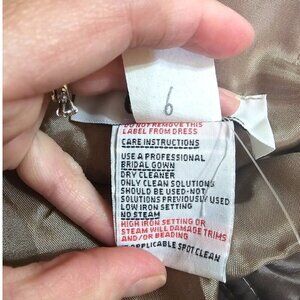 6
DO NOT REMOVE THIS
LABEL FROM DRESS
CARE INSTRUCTIONS
USE A PROFESSIONAL
BRIDAL GOWN
DRY CLEANER
ONLY CLEAN SOLUTIONS
SHOULD BE USED-NOT
SOLUTIONS PREVIOUSLY USED
LOW IRON SETTING
NO STEAM
HIGH IRON SETTING OR
STEAM WILL DAMAGE TRIMS
AND/OR BEADING
APPLICABLE SPOT CLEAN